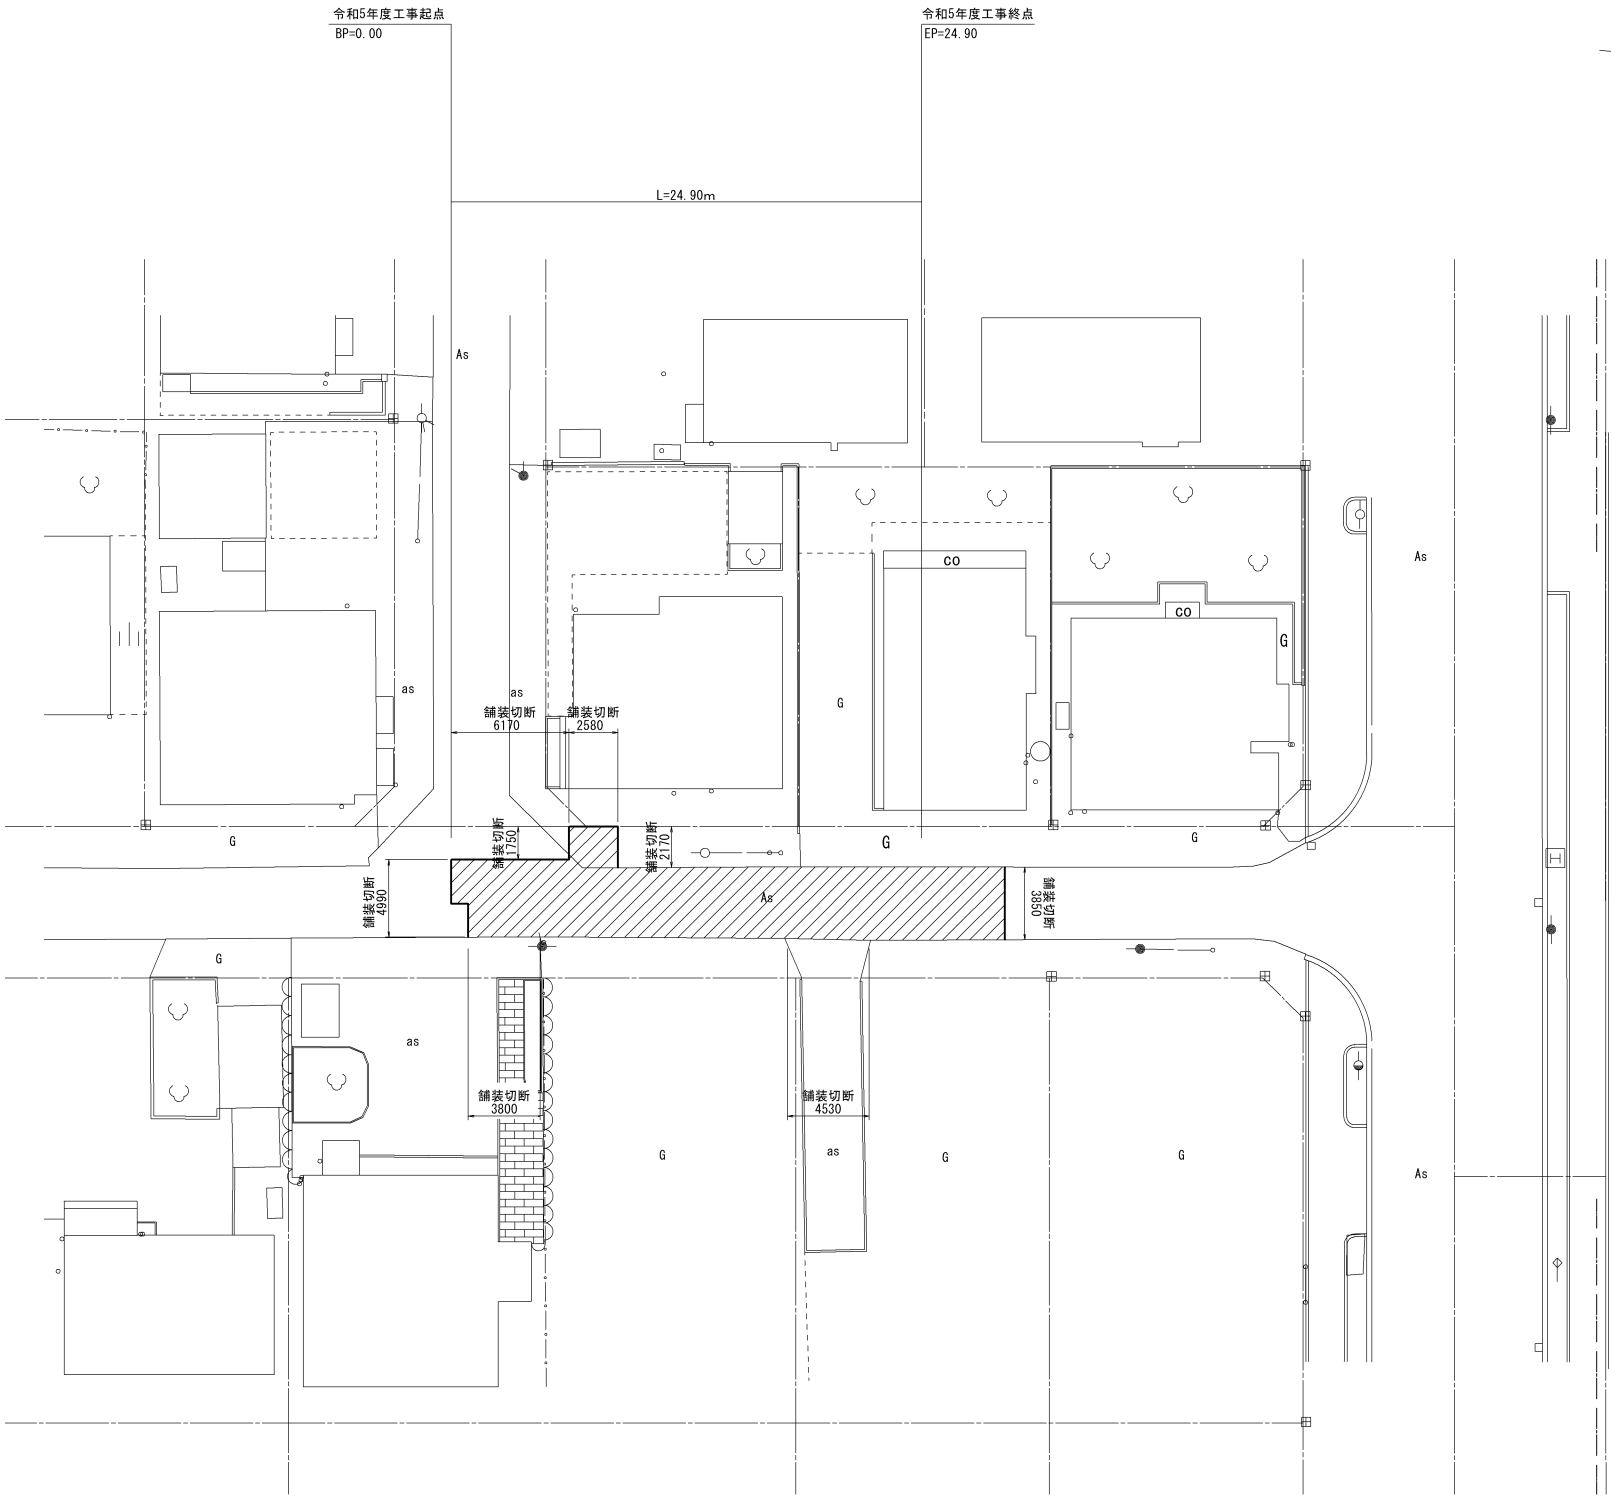 令和5年度工事起点
BP=0.00
令和5年度工事終点
EP=24.90
L=24.90m
As
As
CO
CO
G
as
as
G
舗装切断
6170
舗装切断
2580
舗装切断
1750
舗装切断
2170
G
G
G
舗装切断
4990
As
舗装切断
3850
G
as
舗装切断
3800
舗装切断
4530
as
G
G
G
As